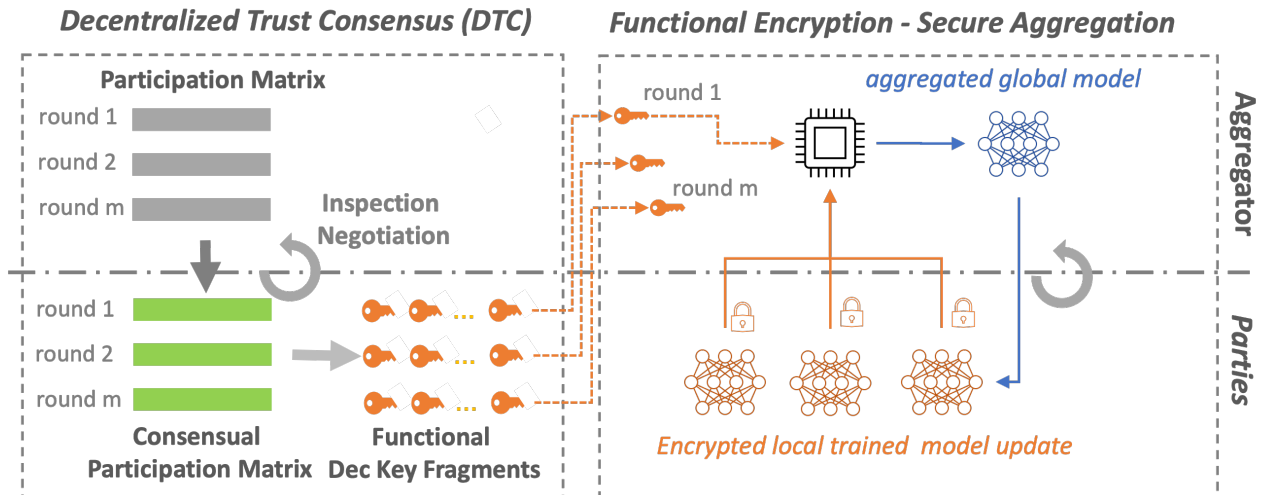 Decentralized Trust Consensus (DTC)
Functional Encryption - Secure Aggregation
Participation Matrix
round 1
round 2
round m
Inspection
Negotiation
round 1
round 2
round m
Consensual
Participation Matrix
Functional
Dec Key Fragments
round 1
round m
aggregated global model
Encrypted local trained model update
Aggregator
Parties